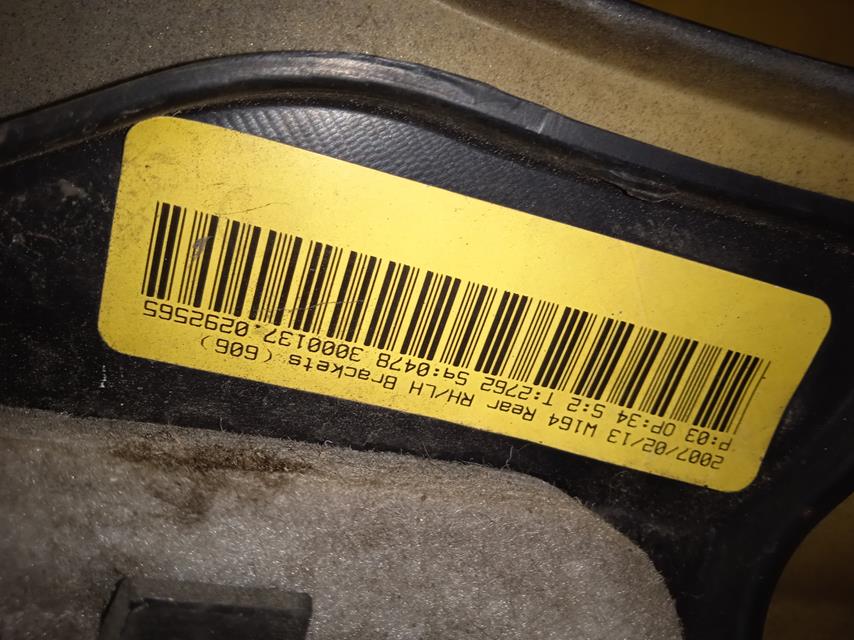 2007/02/13 W164 Rear RH/LH Brackets (606)
P:03 OP:34 S:2 T:2762 Sq:0478 3000137 0292565